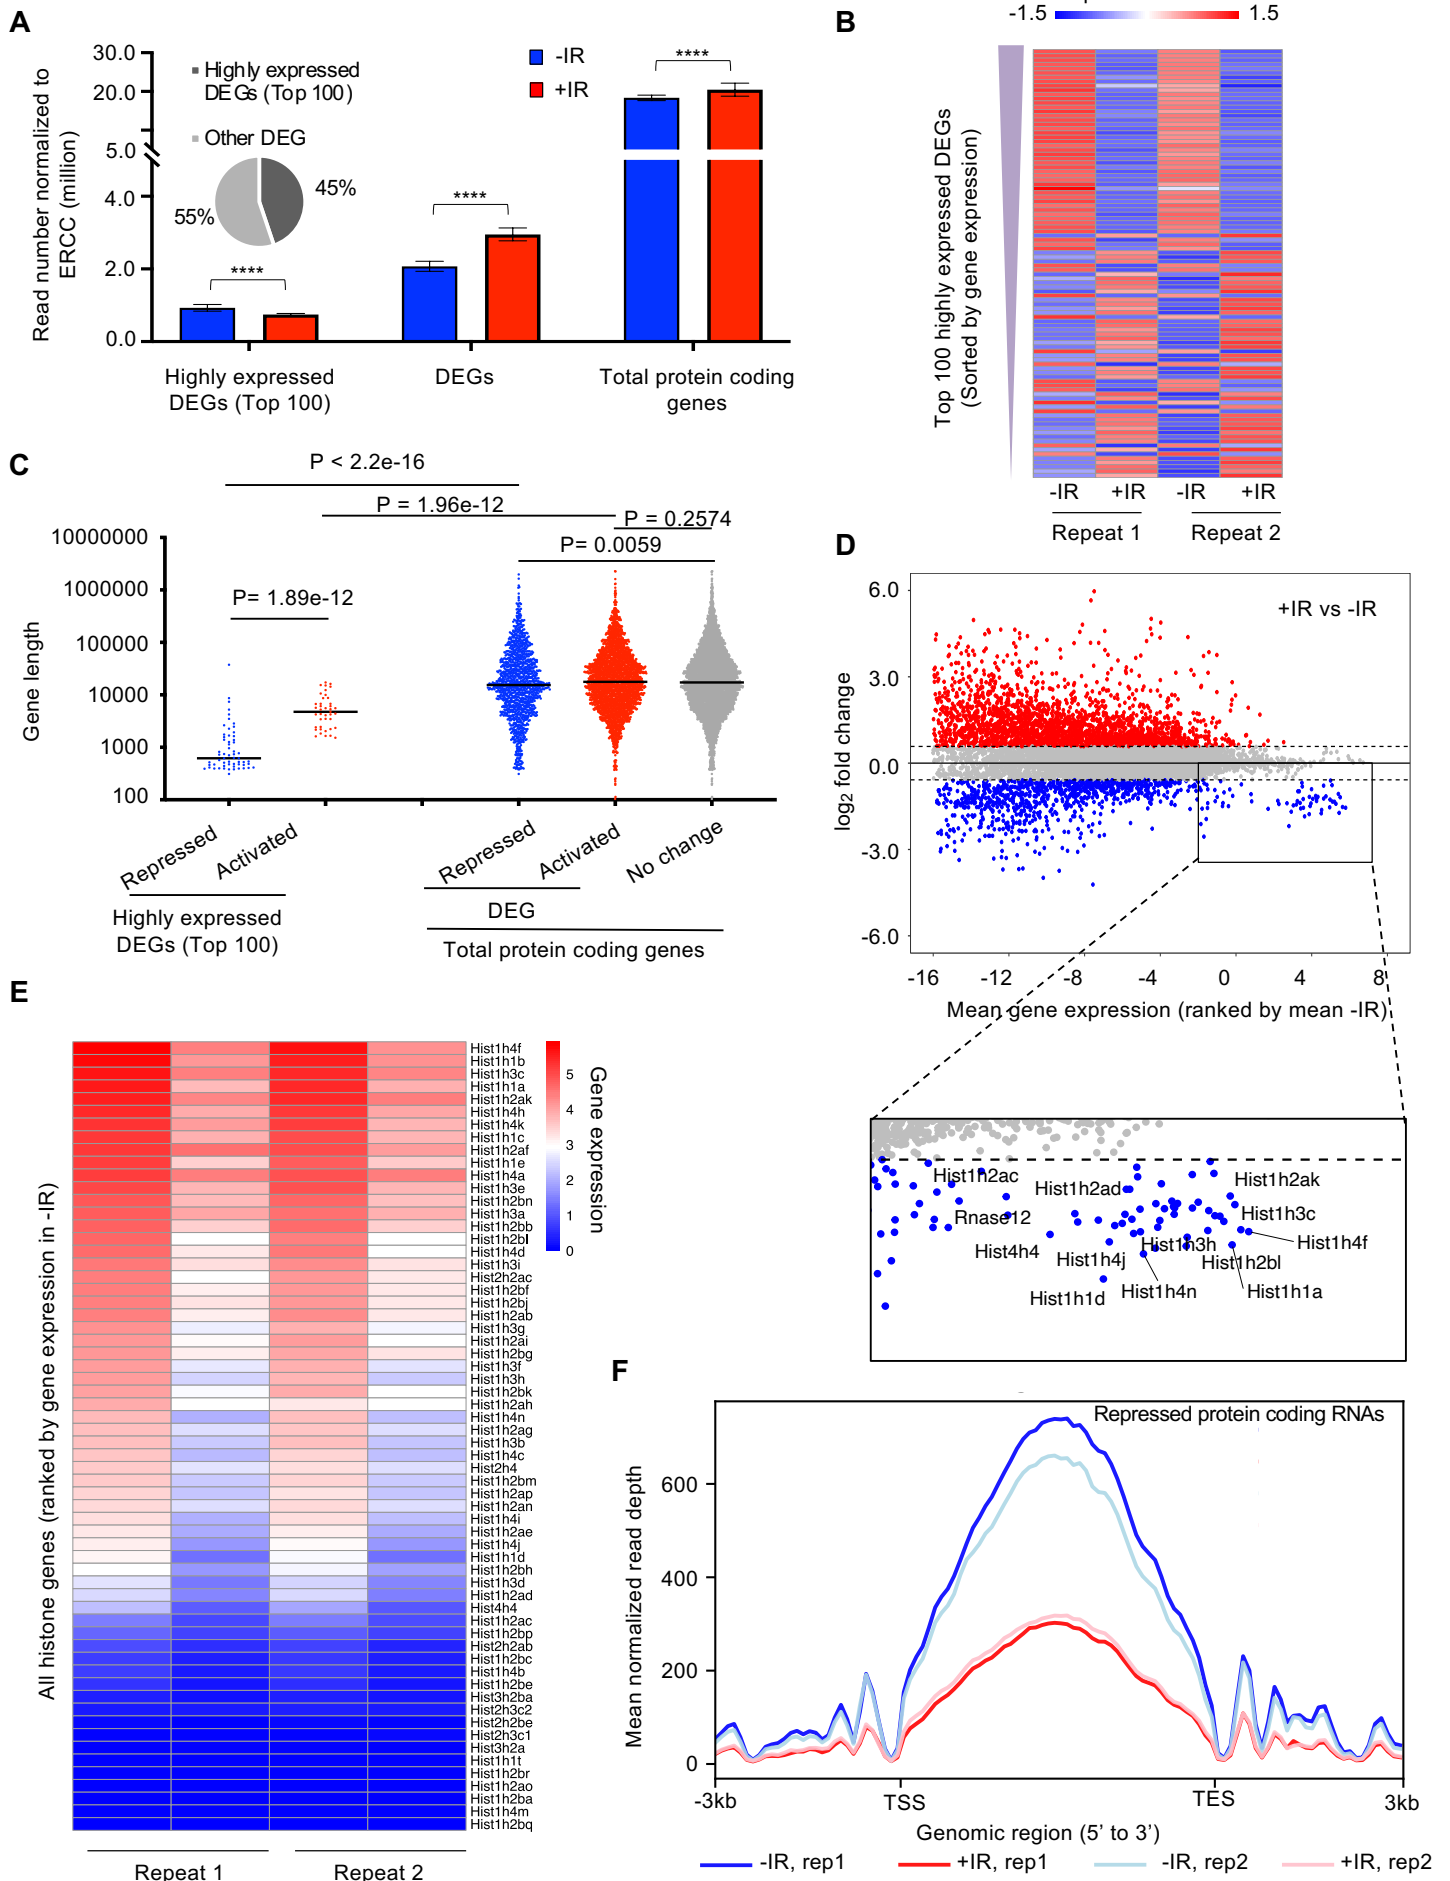 A
30.0
20.0
5.0
4.0
2.0
0.0
Read number normalized to
ERCC (million)
Highly expressed
DEGs (Top 100)
Other DEG
45%
55%
-IR
+IR
****
****
****
Highly expressed
DEGs (Top 100)
DEGs
Total protein coding
genes
B
-1.5
1.5
Top 100 highly expressed DEGs
(Sorted by gene expression)
-IR
+IR
-IR
+IR
Repeat 1
Repeat 2
C
P < 2.2e-16
P = 1.96e-12
P = 0.2574
P= 0.0059
P= 1.89e-12
10000000
1000000
100000
10000
1000
100
Gene length
Repressed
Activated
Repressed
Activated
No change
Highly expressed
DEGs (Top 100)
DEG
Total protein coding genes
D
+IR vs -IR
6.0
3.0
0.0
-3.0
-6.0
log2 fold change
-16
-12
-8
-4
0
4
8
Mean gene expression (ranked by mean -IR)
Hist1h2ac
Hist1h2ad
Hist1h2ak
Rnase12
Hist1h3c
Hist4h4
Hist1h4j
Hist1h3h
Hist1h4f
Hist1h2bl
Hist1h1d
Hist1h4n
Hist1h1a
E
All histone genes (ranked by gene expression in -IR)
Hist1h4f
Hist1h1b
Hist1h3c
Hist1h1a
Hist1h2ak
Hist1h4h
Hist1h4k
Hist1h1c
Hist1h2af
Hist1h1e
Hist1h4a
Hist1h3e
Hist1h2bn
Hist1h3a
Hist1h2bb
Hist1h2bl
Hist1h4d
Hist1h3i
Hist2h2ac
Hist1h2bf
Hist1h2bj
Hist1h2ab
Hist1h3g
Hist1h2ai
Hist1h2bg
Hist1h3f
Hist1h3h
Hist1h2bk
Hist1h2ah
Hist1h4n
Hist1h2ag
Hist1h3b
Hist1h4c
Hist2h4
Hist1h2bm
Hist1h2ap
Hist1h2an
Hist1h4i
Hist1h2ae
Hist1h4j
Hist1h1d
Hist1h2bh
Hist1h3d
Hist1h2ad
Hist4h4
Hist1h2ac
Hist1h2bp
Hist2h2ab
Hist1h2bc
Hist1h4b
Hist1h2be
Hist3h2ba
Hist2h3c2
Hist2h2be
Hist2h3c1
Hist3h2a
Hist1h1t
Hist1h2br
Hist1h2ao
Hist1h2ba
Hist1h4m
Hist1h2bq
5
4
3
2
1
0
Gene expression
Repeat 1
Repeat 2
F
Repressed protein coding RNAs
600
400
200
0
Mean normalized read depth
-3kb
TSS
TES
3kb
Genomic region (5’ to 3’)
-IR, rep1
+IR, rep1
-IR, rep2
+IR, rep2